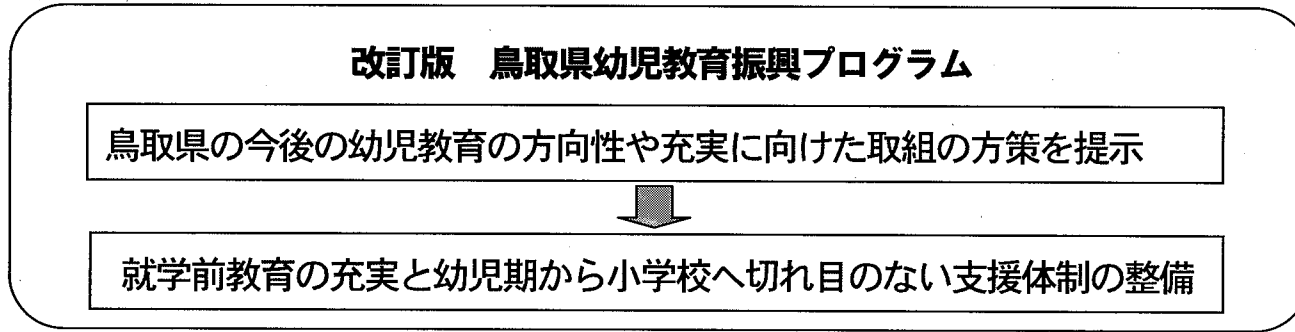 改訂版　鳥取県幼児教育振興プログラム
鳥取県の今後の幼児教育の方向性や充実に向けた取組の方策を提示
就学前教育の充実と幼児期から小学校へ切れ目のない支援体制の整備